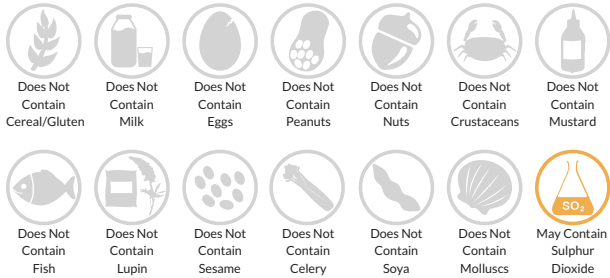 Does Not Contain Cereal/Gluten
Does Not Contain Milk
Does Not Contain Eggs
Does Not Contain Peanuts
Does Not Contain Nuts
Does Not Contain Crustaceans
Does Not Contain Mustard
Does Not Contain Fish
Does Not Contain Lupin
Does Not Contain Sesame
Does Not Contain Celery
Does Not Contain Soya
Does Not Contain Molluscs
SO₂
May Contain Sulphur Dioxide